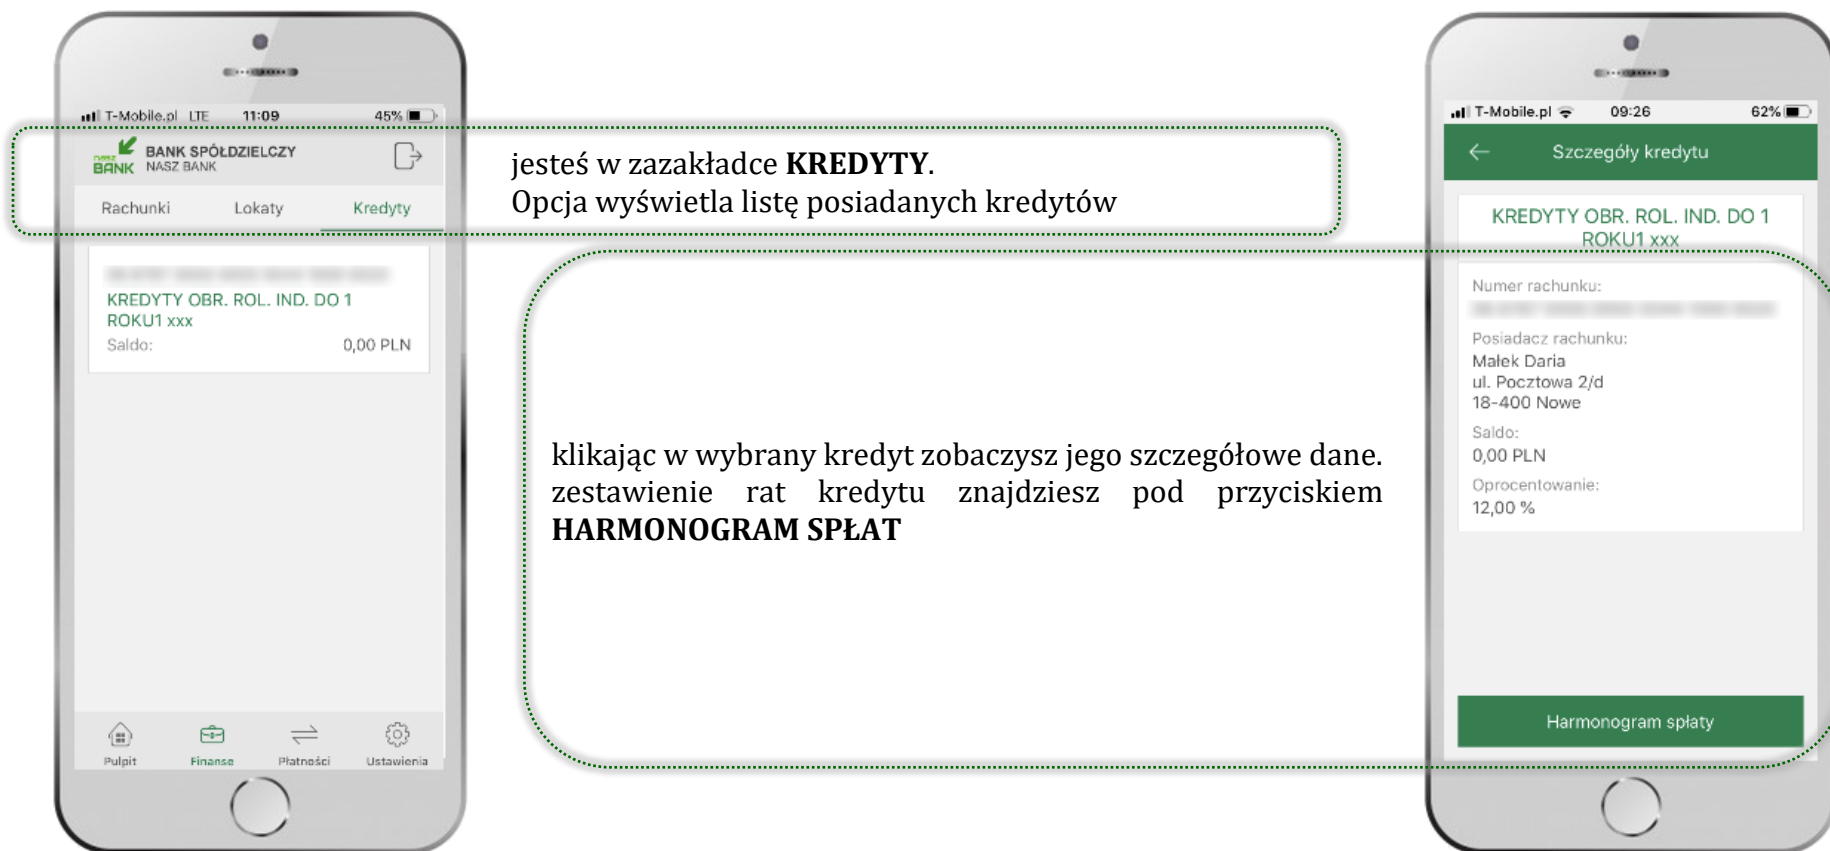 T-Mobile.pl LTE 11:09 45%
nasz BANK BANK SPÓŁDZIELCZY
NASZ BANK
Rachunki Lokaty Kredyty
KREDYTY OBR. ROL. IND. DO 1
ROKU1 xxx
Saldo: 0,00 PLN
Pulpit Finanse Płatności Ustawienia
jesteś w zazakładce KREDYTY.
Opcja wyświetla listę posiadanych kredytów
klikając w wybrany kredyt zobaczysz jego szczegółowe dane.
zestawienie rat kredytu znajdziesz pod przyciskiem
HARMONOGRAM SPŁAT
T-Mobile.pl 09:26 62%
Szczegóły kredytu
KREDYTY OBR. ROL. IND. DO 1
ROKU1 xxx
Numer rachunku:
Posiadacz rachunku:
Małek Daria
ul. Pocztowa 2/d
18-400 Nowe
Saldo:
0,00 PLN
Oprocentowanie:
12,00 %
Harmonogram spłaty